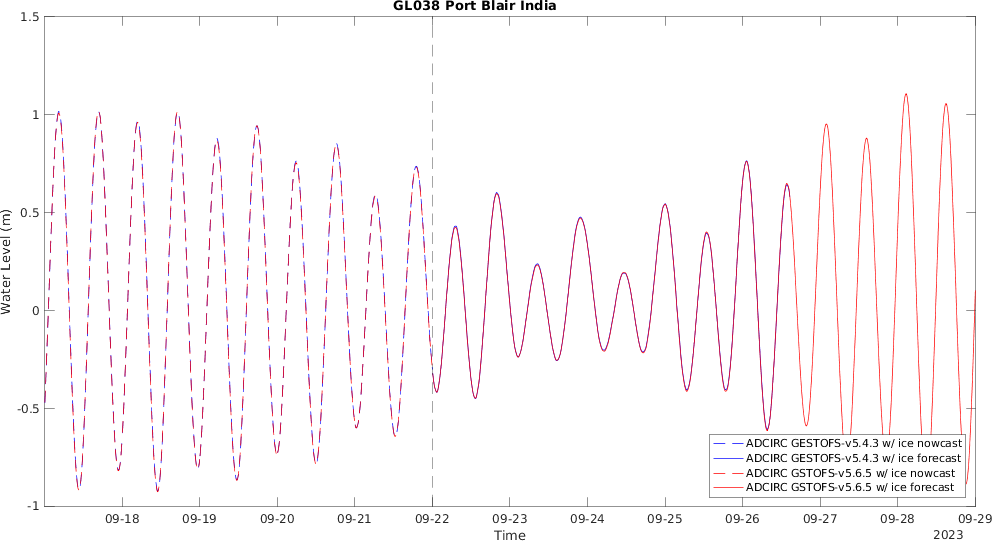 GL038 Port Blair India
1.5
1
0.5
0
-0.5
-1
Water Level (m)
09-18 09-19 09-20 09-21 09-22 09-23 09-24 09-25 09-26 09-27 09-28 09-29
Time
2023
ADCIRC GESTOFS-v5.4.3 w/ ice nowcast
ADCIRC GESTOFS-v5.4.3 w/ ice forecast
ADCIRC GSTOFS-v5.6.5 w/ ice nowcast
ADCIRC GSTOFS-v5.6.5 w/ ice forecast